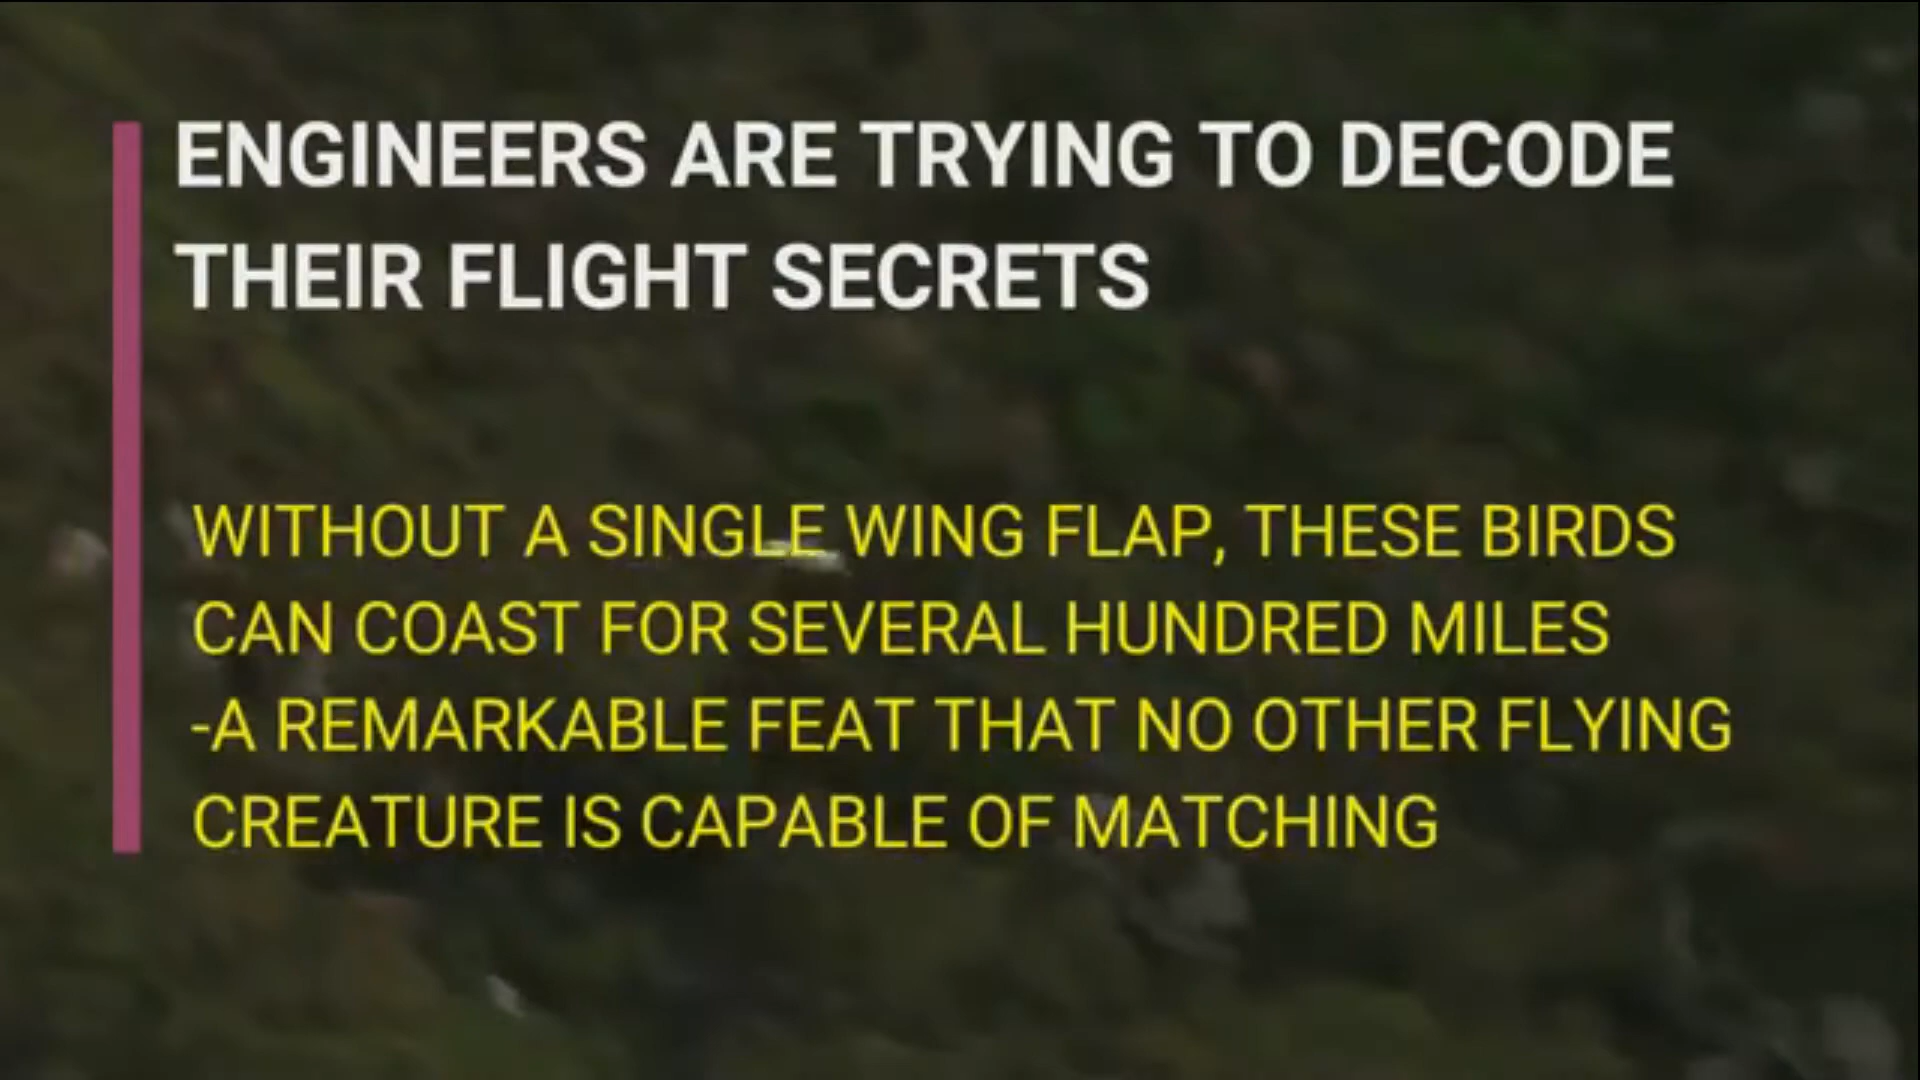 ENGINEERS ARE TRYING TO DECODE
THEIR FLIGHT SECRETS
WITHOUT A SINGLE WING FLAP, THESE BIRDS
CAN COAST FOR SEVERAL HUNDRED MILES
-A REMARKABLE FEAT THAT NO OTHER FLYING
CREATURE IS CAPABLE OF MATCHING